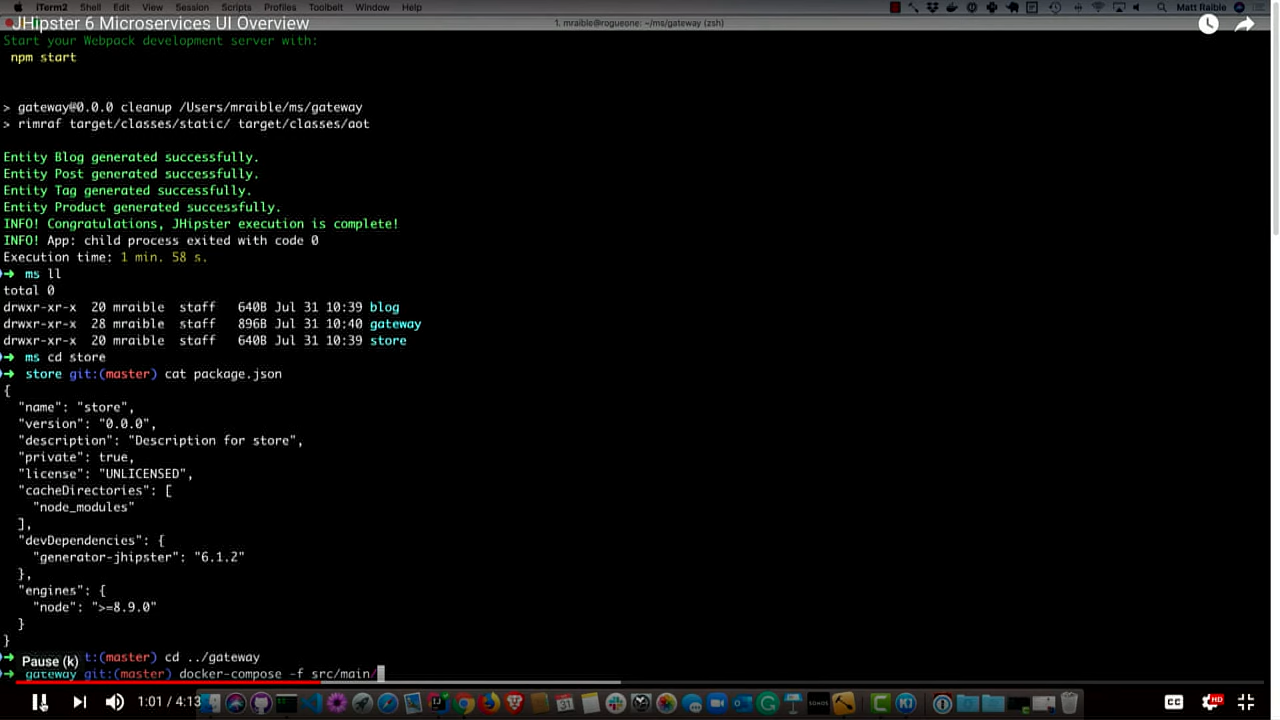 iTerm2 Shell Edit View Session Scripts Profiles Toolbelt Window Help Matt Raible
JHipster 6 Microservices UI Overview
1. mraible@rogueone: ~/ms/gateway (zsh)
Start your Webpack development server with:
npm start
> gateway@0.0.0 cleanup /Users/mraible/ms/gateway
> rimraf target/classes/static/ target/classes/aot
Entity Blog generated successfully.
Entity Post generated successfully.
Entity Tag generated successfully.
Entity Product generated successfully.
INFO! Congratulations, JHipster execution is complete!
INFO! App: child process exited with code 0
Execution time: 1 min. 58 s.
➜ ms ll
total 0
drwxr-xr-x 20 mraible staff 640B Jul 31 10:39 blog
drwxr-xr-x 28 mraible staff 896B Jul 31 10:40 gateway
drwxr-xr-x 20 mraible staff 640B Jul 31 10:39 store
➜ ms cd store
➜ store git:(master) cat package.json
{
"name": "store",
"version": "0.0.0",
"description": "Description for store",
"private": true,
"license": "UNLICENSED",
"cacheDirectories": [
"node_modules"
],
"devDependencies": {
"generator-jhipster": "6.1.2"
},
"engines": {
"node": ">=8.9.0"
}
}
➜ t:(master) cd ../gateway
Pause (k)
➜ gateway git:(master) docker-compose -f src/main/
1:01 / 4:13
31
SONOS
CC
HD